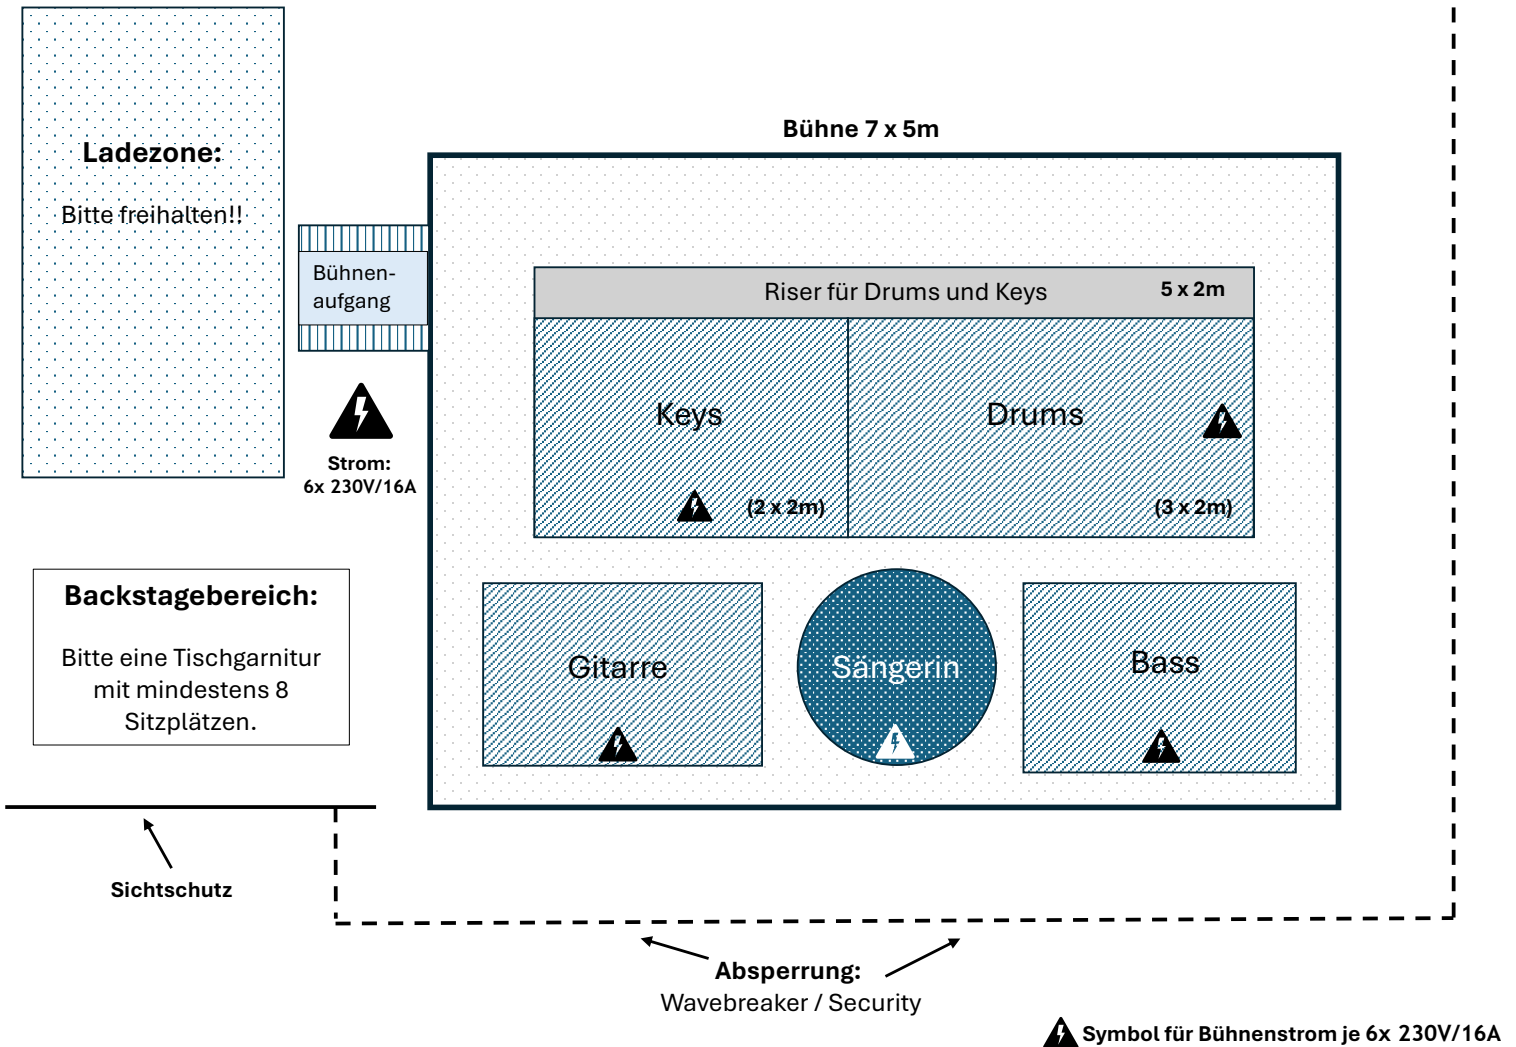 Bühne 7 x 5m
Ladezone:
Bitte freihalten!!
Bühnen-
aufgang
Riser für Drums und Keys
5 x 2m
Keys
Drums
(2 x 2m)
(3 x 2m)
Strom:
6x 230V/16A
Backstagebereich:
Bitte eine Tischgarnitur
mit mindestens 8
Sitzplätzen.
Gitarre
Sängerin
Bass
Sichtschutz
Absperrung:
Wavebreaker / Security
Symbol für Bühnenstrom je 6x 230V/16A